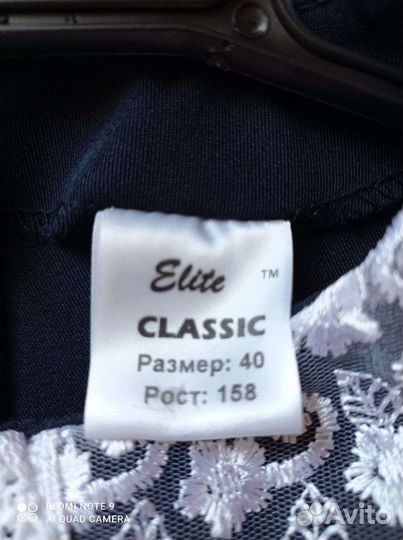 Elite ™
CLASSIC
Размер: 40
Рост: 158
REDMI NOTE 9
AI QUAD CAMERA
Avito